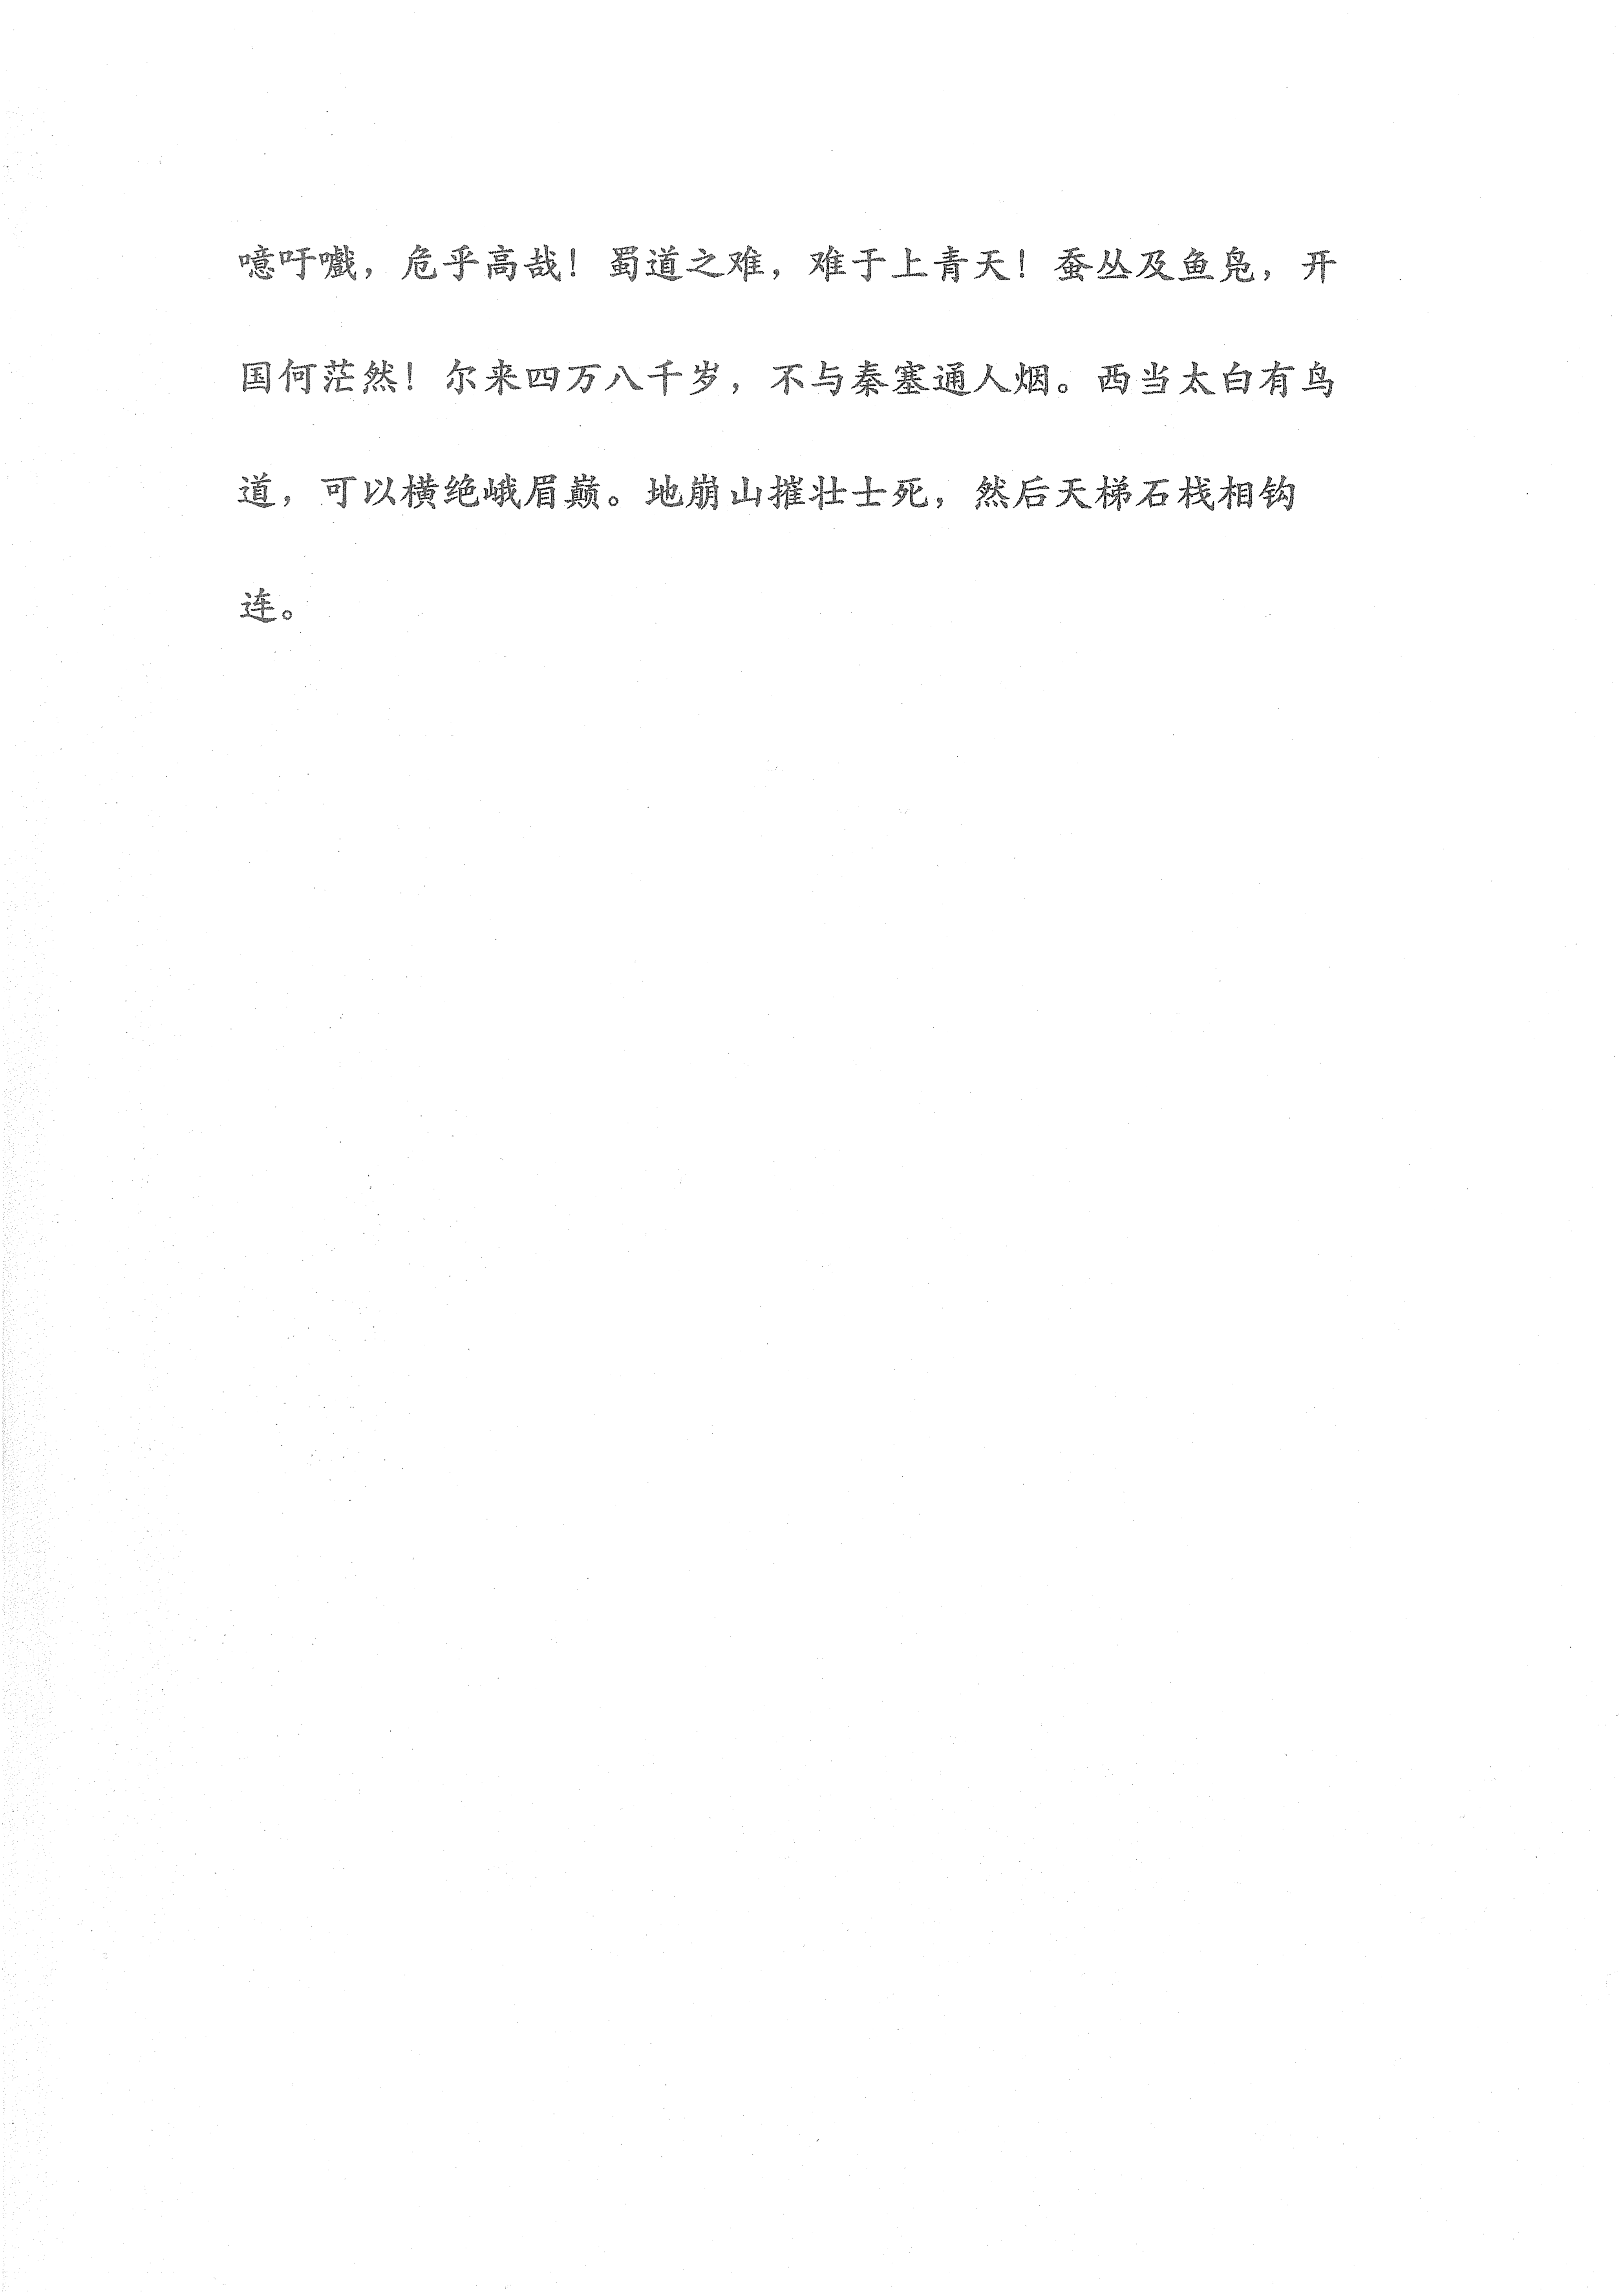 噫吁嚱，危乎高哉！蜀道之难，难于上青天！蚕丛及鱼凫，开
国何茫然！尔来四万八千岁，不与秦塞通人烟。西当太白有鸟
道，可以横绝峨眉巅。地崩山摧壮士死，然后天梯石栈相钩
连。